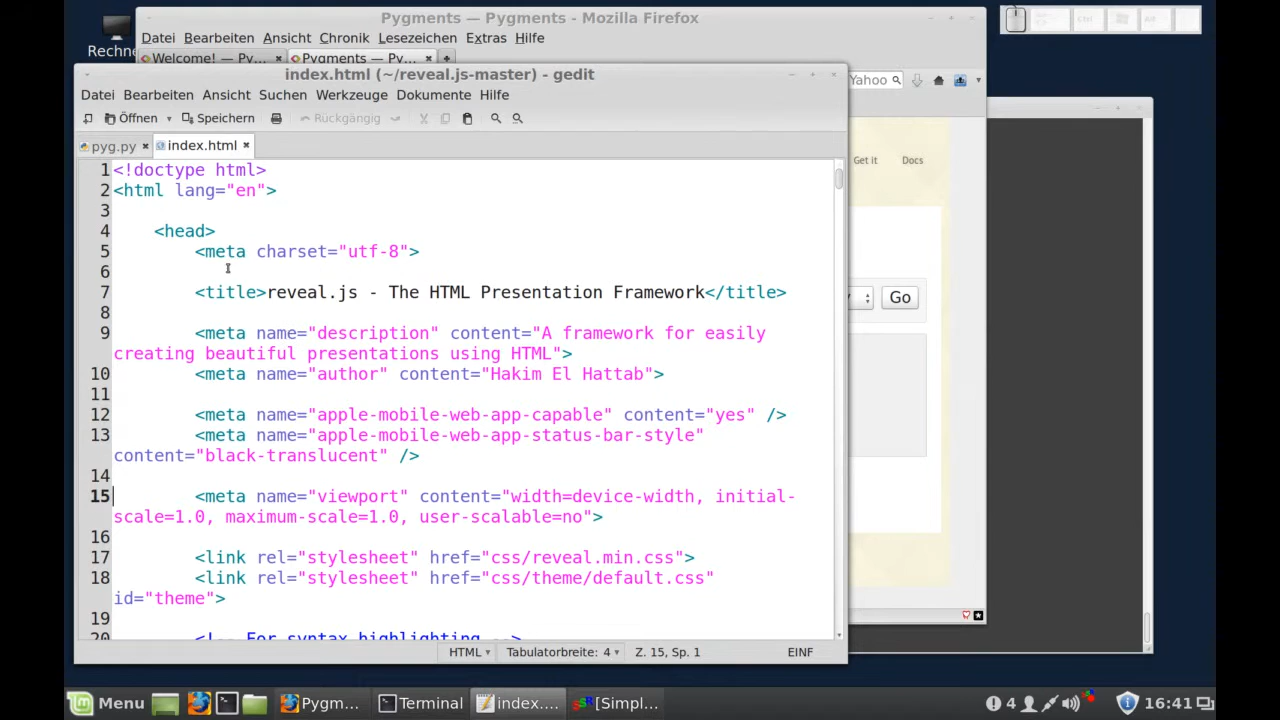 Pygments — Pygments - Mozilla Firefox
Datei Bearbeiten Ansicht Chronik Lesezeichen Extras Hilfe
Rechne
Welcome! — Py... Pygments — Py...
index.html (~/reveal.js-master) - gedit
Yahoo
Datei Bearbeiten Ansicht Suchen Werkzeuge Dokumente Hilfe
Öffnen Speichern Rückgängig
pyg.py index.html
Get it Docs
1 <!doctype html>
2 <html lang="en">
3
4 <head>
5 <meta charset="utf-8">
6
7 <title>reveal.js - The HTML Presentation Framework</title>
8
9 <meta name="description" content="A framework for easily
creating beautiful presentations using HTML">
10 <meta name="author" content="Hakim El Hattab">
11
12 <meta name="apple-mobile-web-app-capable" content="yes" />
13 <meta name="apple-mobile-web-app-status-bar-style"
content="black-translucent" />
14
15 <meta name="viewport" content="width=device-width, initial-
scale=1.0, maximum-scale=1.0, user-scalable=no">
16
17 <link rel="stylesheet" href="css/reveal.min.css">
18 <link rel="stylesheet" href="css/theme/default.css"
id="theme">
19
20 <!-- For syntax highlighting -->
Go
HTML Tabulatorbreite: 4 Z. 15, Sp. 1 EINF
Menu Pygm... Terminal index.... [Simpl... 4 16:41